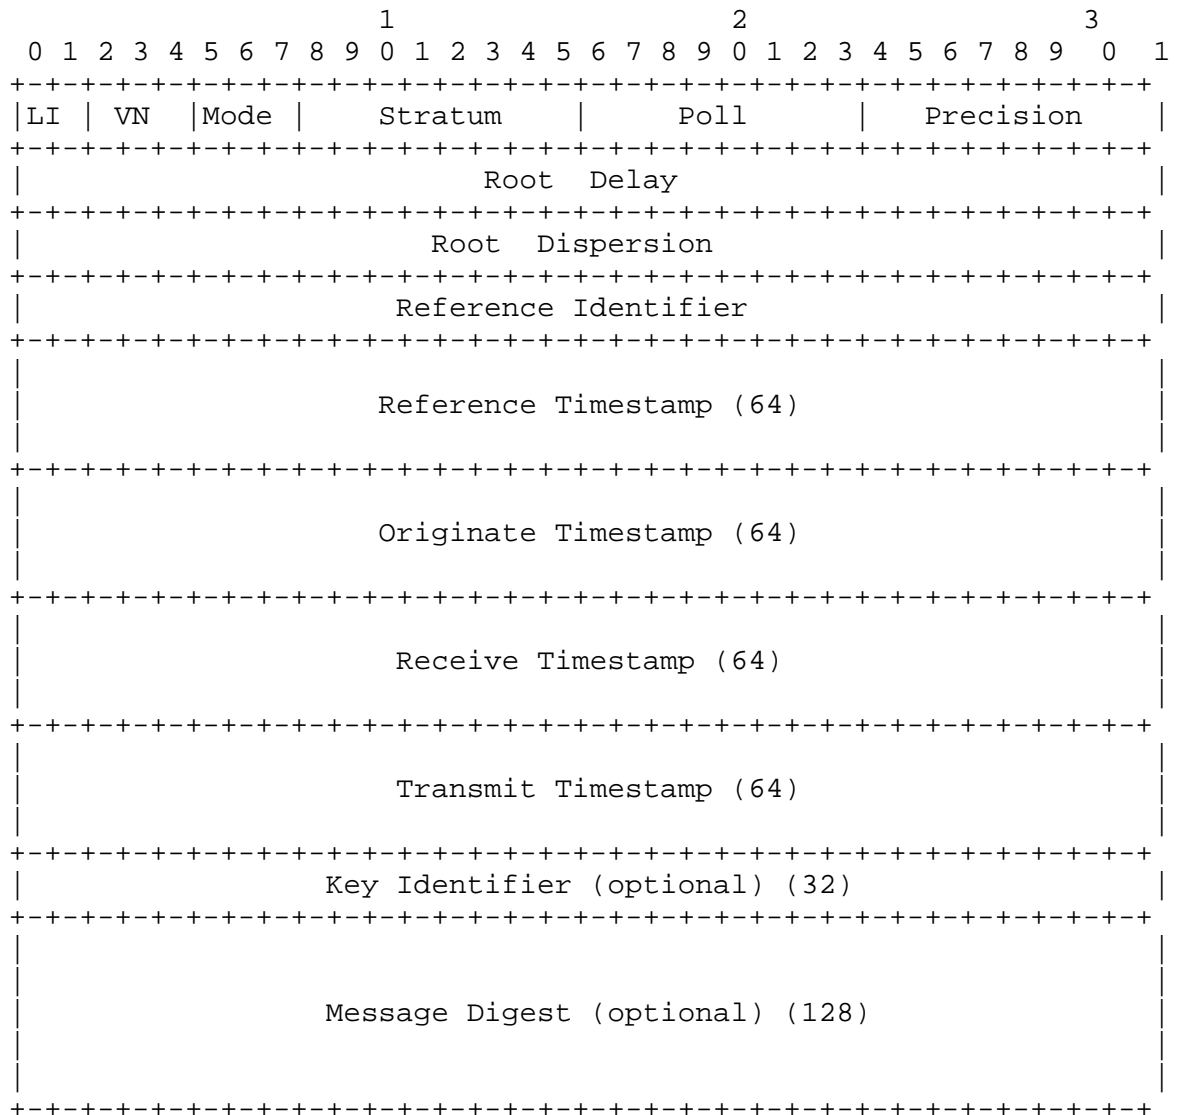 1                   2                   3
 0 1 2 3 4 5 6 7 8 9 0 1 2 3 4 5 6 7 8 9 0 1 2 3 4 5 6 7 8 9  0  1
+-+-+-+-+-+-+-+-+-+-+-+-+-+-+-+-+-+-+-+-+-+-+-+-+-+-+-+-+-+-+-+-+
|LI | VN  |Mode |    Stratum    |     Poll      |   Precision    |
+-+-+-+-+-+-+-+-+-+-+-+-+-+-+-+-+-+-+-+-+-+-+-+-+-+-+-+-+-+-+-+-+
|                          Root  Delay                           |
+-+-+-+-+-+-+-+-+-+-+-+-+-+-+-+-+-+-+-+-+-+-+-+-+-+-+-+-+-+-+-+-+
|                       Root  Dispersion                         |
+-+-+-+-+-+-+-+-+-+-+-+-+-+-+-+-+-+-+-+-+-+-+-+-+-+-+-+-+-+-+-+-+
|                     Reference Identifier                       |
+-+-+-+-+-+-+-+-+-+-+-+-+-+-+-+-+-+-+-+-+-+-+-+-+-+-+-+-+-+-+-+-+
|                                                                |
|                    Reference Timestamp (64)                    |
|                                                                |
+-+-+-+-+-+-+-+-+-+-+-+-+-+-+-+-+-+-+-+-+-+-+-+-+-+-+-+-+-+-+-+-+
|                                                                |
|                    Originate Timestamp (64)                    |
|                                                                |
+-+-+-+-+-+-+-+-+-+-+-+-+-+-+-+-+-+-+-+-+-+-+-+-+-+-+-+-+-+-+-+-+
|                                                                |
|                     Receive Timestamp (64)                     |
|                                                                |
+-+-+-+-+-+-+-+-+-+-+-+-+-+-+-+-+-+-+-+-+-+-+-+-+-+-+-+-+-+-+-+-+
|                                                                |
|                     Transmit Timestamp (64)                    |
|                                                                |
+-+-+-+-+-+-+-+-+-+-+-+-+-+-+-+-+-+-+-+-+-+-+-+-+-+-+-+-+-+-+-+-+
|                 Key Identifier (optional) (32)                 |
+-+-+-+-+-+-+-+-+-+-+-+-+-+-+-+-+-+-+-+-+-+-+-+-+-+-+-+-+-+-+-+-+
|                                                                |
|                                                                |
|                 Message Digest (optional) (128)                |
|                                                                |
|                                                                |
+-+-+-+-+-+-+-+-+-+-+-+-+-+-+-+-+-+-+-+-+-+-+-+-+-+-+-+-+-+-+-+-+